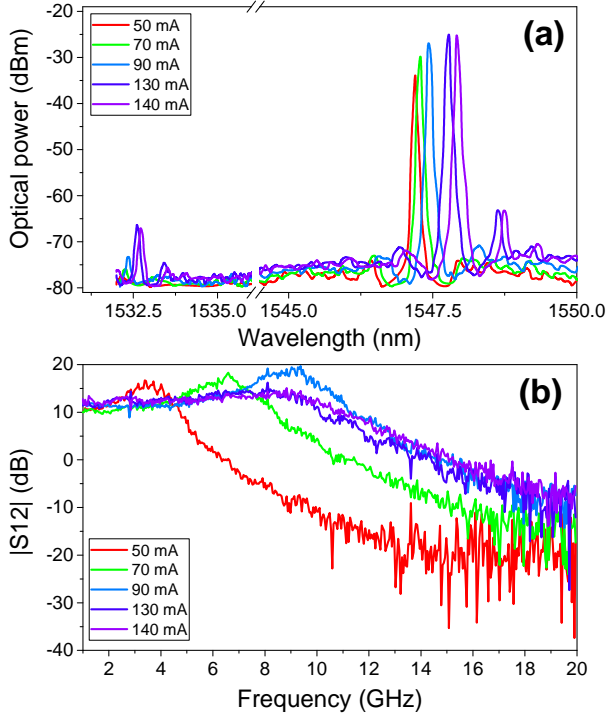 -20
-30
-40
-50
-60
-70
-80
Optical power (dBm)
50 mA
70 mA
90 mA
130 mA
140 mA
(a)
1532.5 1535.0 1545.0 1547.5 1550.0
Wavelength (nm)
20
10
0
-10
-20
-30
-40
|S12| (dB)
(b)
50 mA
70 mA
90 mA
130 mA
140 mA
2 4 6 8 10 12 14 16 18 20
Frequency (GHz)